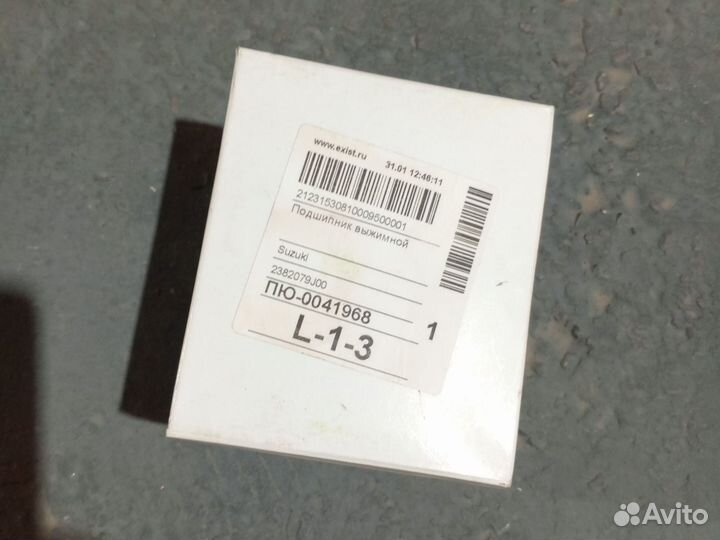 www.exist.ru 31.01 12:46:11
21231530810009500001
Подшипник выжимной
Suzuki
2382079J00
ПЮ-0041968 1
L-1-3
Avito